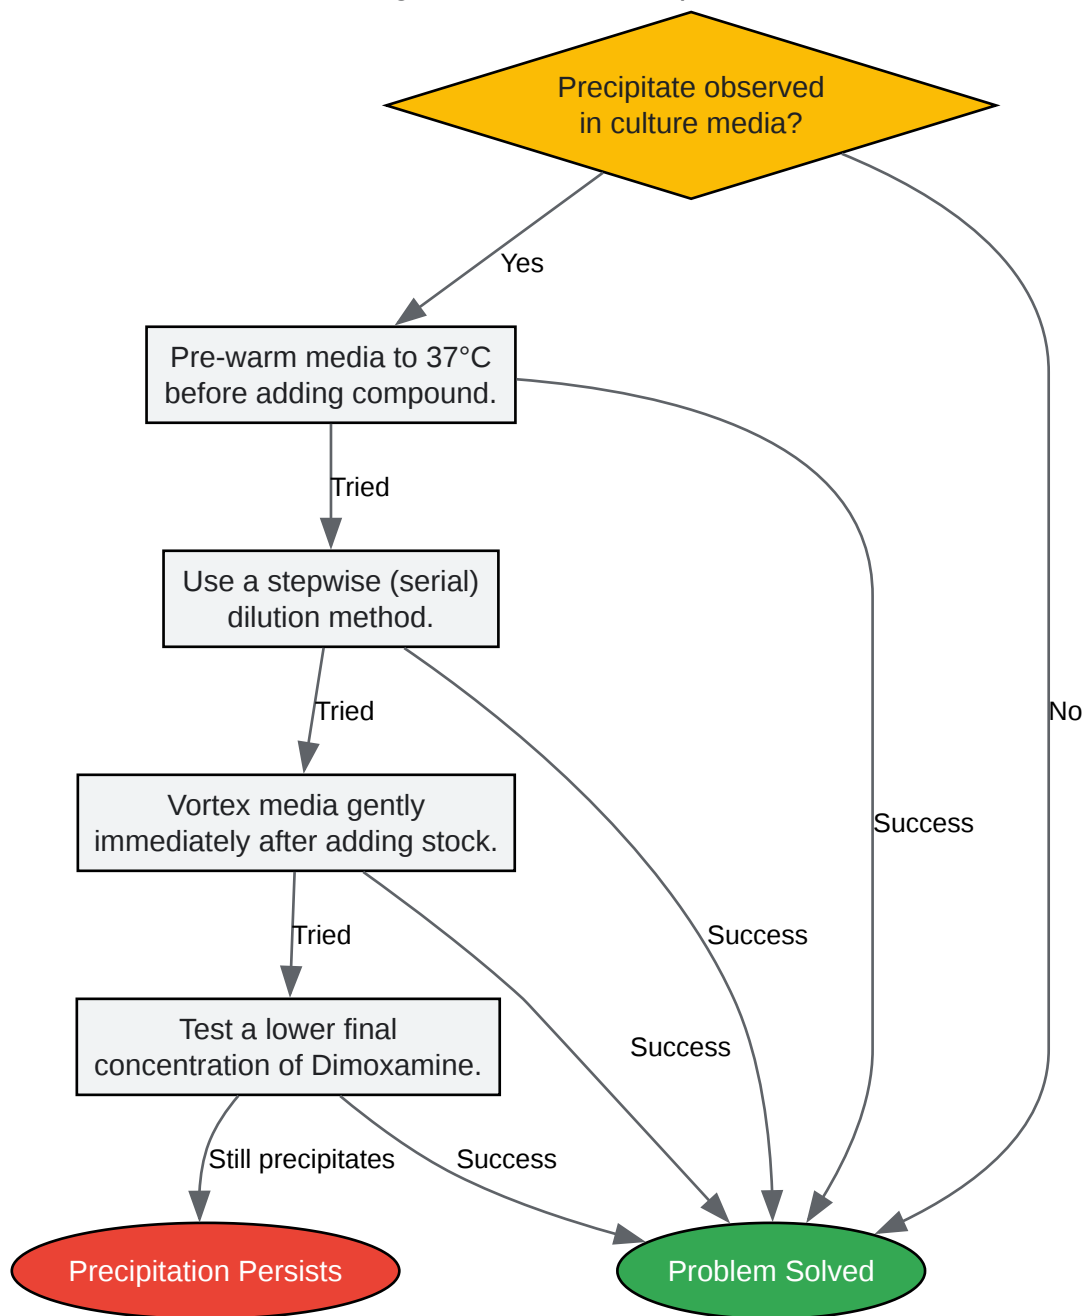 Precipitate observed
in culture media?
Yes
Pre-warm media to 37°C
before adding compound.
Tried
Use a stepwise (serial)
dilution method.
Tried
No
Vortex media gently
immediately after adding stock.
Success
Tried
Success
Test a lower final
concentration of Dimoxamine.
Success
Still precipitates
Success
Precipitation Persists
Problem Solved